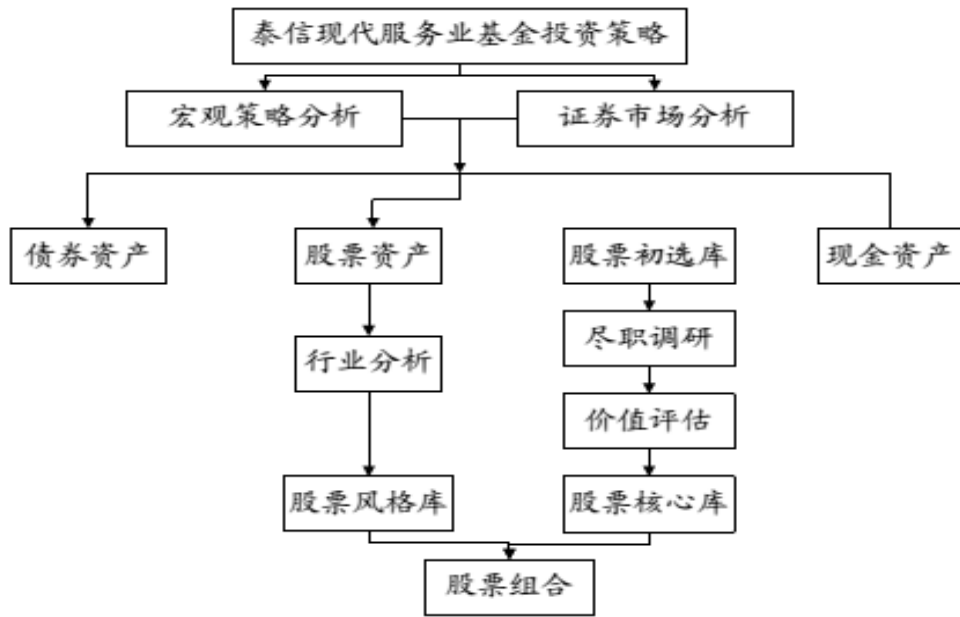 泰信现代服务业基金投资策略
宏观策略分析
证券市场分析
债券资产
股票资产
股票初选库
现金资产
尽职调研
行业分析
价值评估
股票风格库
股票核心库
股票组合